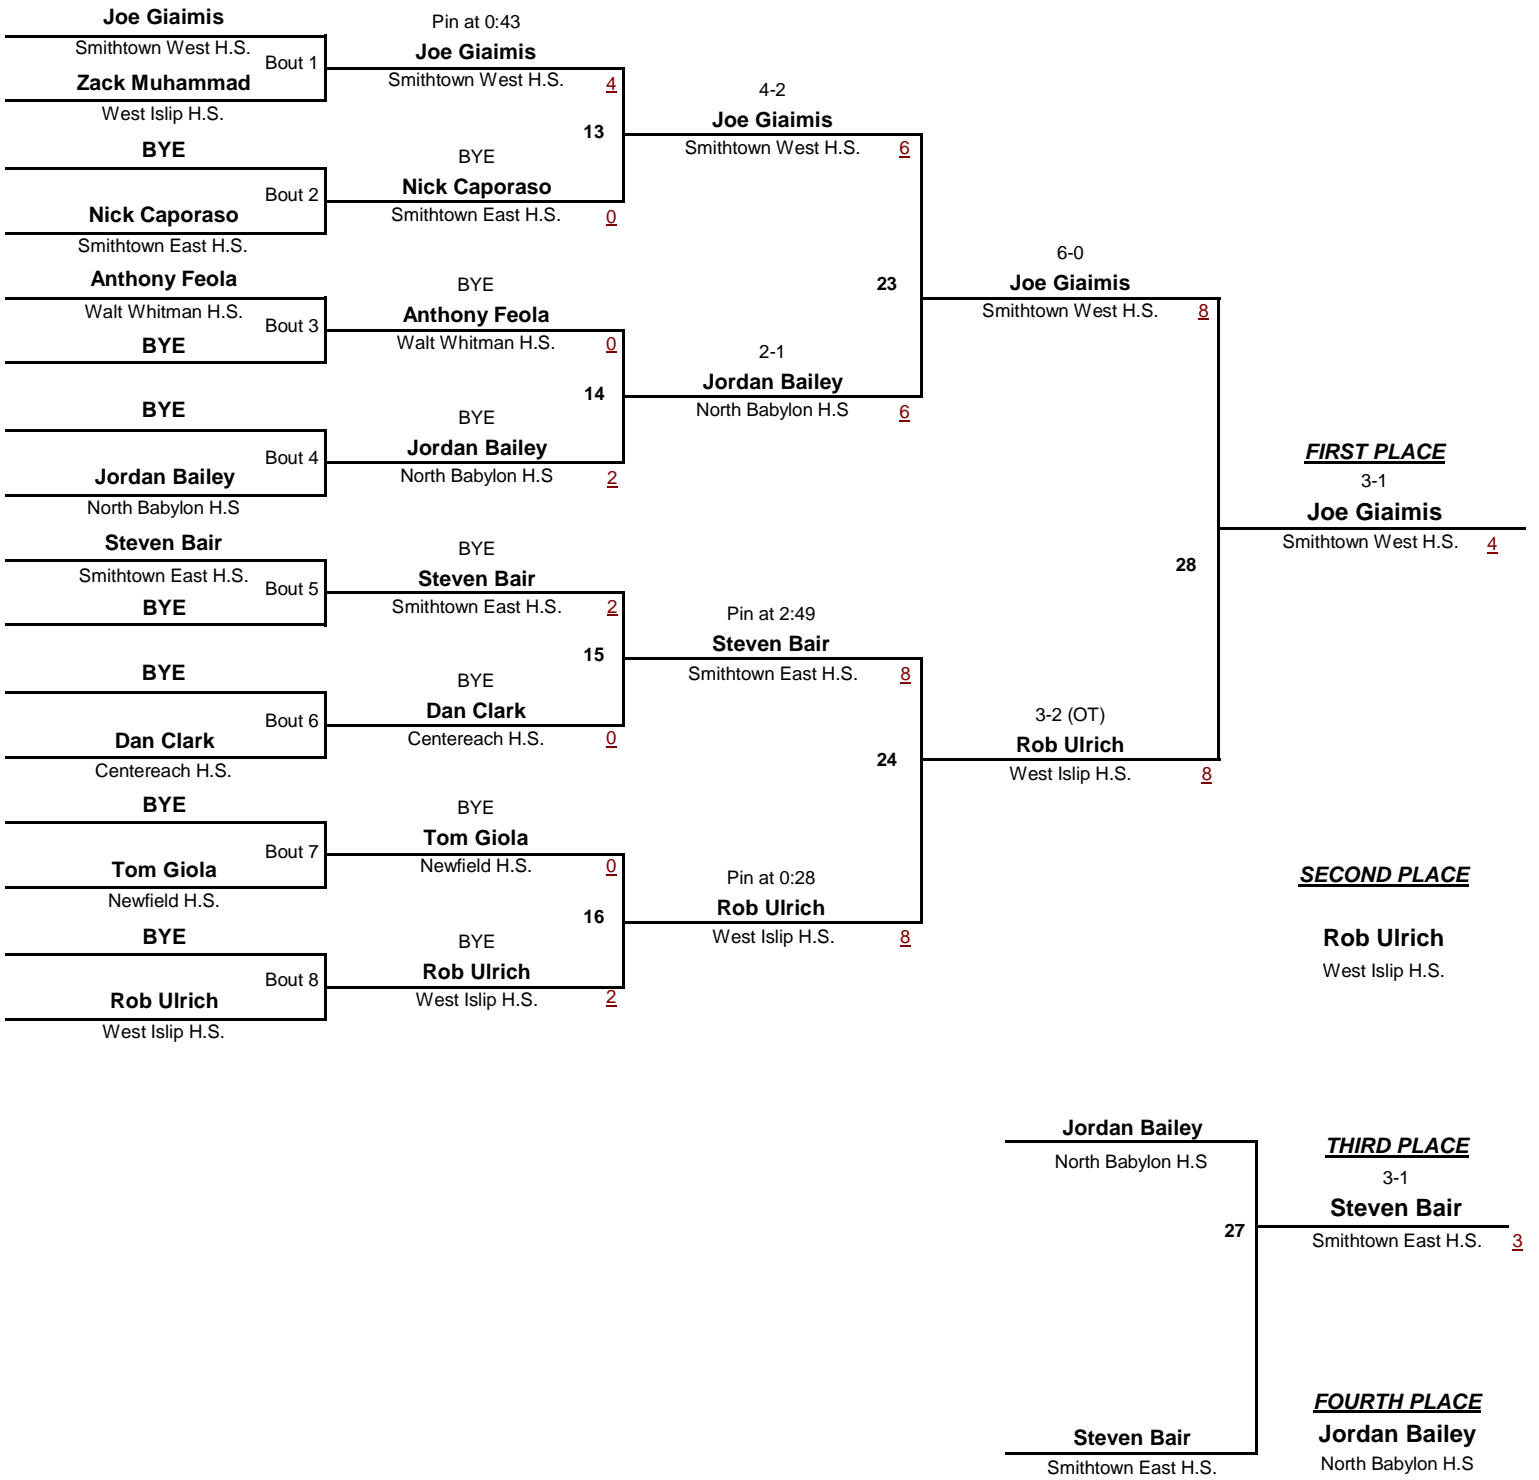 Joe Giaimis
Smithtown West H.S.
Bout 1
Zack Muhammad
West Islip H.S.
BYE
Bout 2
Nick Caporaso
Smithtown East H.S.
Anthony Feola
Walt Whitman H.S.
Bout 3
BYE
BYE
Bout 4
Jordan Bailey
North Babylon H.S
Steven Bair
Smithtown East H.S.
Bout 5
BYE
BYE
Bout 6
Dan Clark
Centereach H.S.
BYE
Bout 7
Tom Giola
Newfield H.S.
BYE
Bout 8
Rob Ulrich
West Islip H.S.
Pin at 0:43
Joe Giaimis
Smithtown West H.S. 4
13
BYE
Nick Caporaso
Smithtown East H.S. 0
BYE
Anthony Feola
Walt Whitman H.S. 0
14
BYE
Jordan Bailey
North Babylon H.S 2
BYE
Steven Bair
Smithtown East H.S. 2
15
BYE
Dan Clark
Centereach H.S. 0
BYE
Tom Giola
Newfield H.S. 0
16
BYE
Rob Ulrich
West Islip H.S. 2
4-2
Joe Giaimis
Smithtown West H.S. 6
23
2-1
Jordan Bailey
North Babylon H.S 6
Pin at 2:49
Steven Bair
Smithtown East H.S. 8
24
Pin at 0:28
Rob Ulrich
West Islip H.S. 8
6-0
Joe Giaimis
Smithtown West H.S. 8
28
3-2 (OT)
Rob Ulrich
West Islip H.S. 8
FIRST PLACE
3-1
Joe Giaimis
Smithtown West H.S. 4
SECOND PLACE
Rob Ulrich
West Islip H.S.
Jordan Bailey
North Babylon H.S
27
Steven Bair
Smithtown East H.S.
THIRD PLACE
3-1
Steven Bair
Smithtown East H.S. 3
FOURTH PLACE
Jordan Bailey
North Babylon H.S